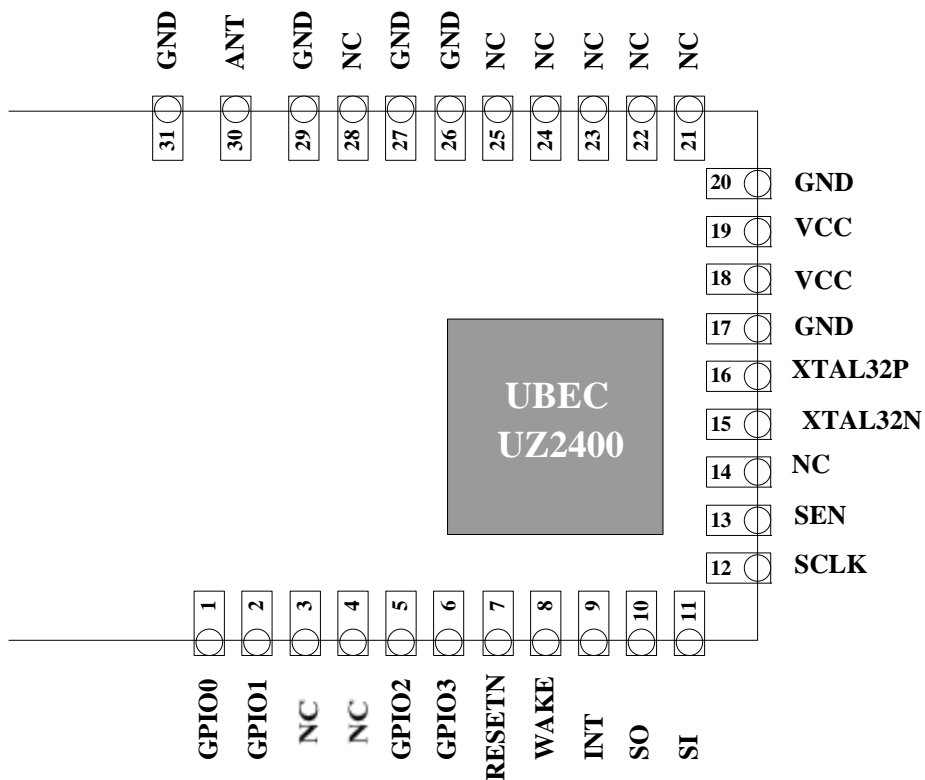 GND ANT GND NC GND GND NC NC NC NC NC
31 30 29 28 27 26 25 24 23 22 21
20 GND
19 VCC
18 VCC
17 GND
16 XTAL32P
15 XTAL32N
14 NC
13 SEN
12 SCLK
UBEC
UZ2400
1 2 3 4 5 6 7 8 9 10 11
GPIO0 GPIO1 NC NC GPIO2 GPIO3 RESETN WAKE INT SO SI